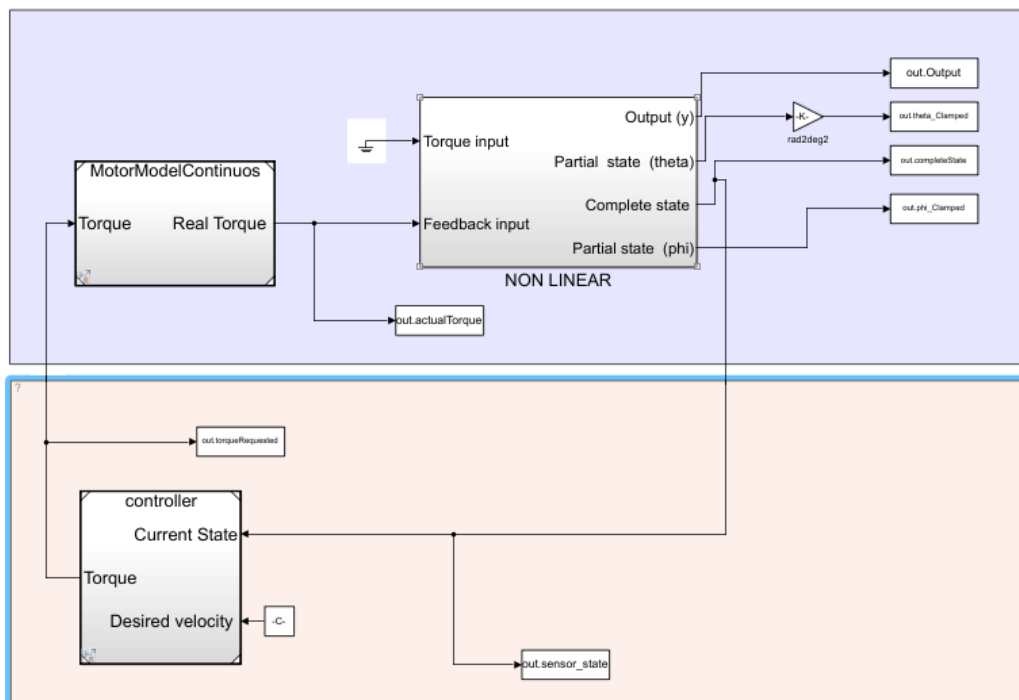 out.Output
Output (y)
-K-
out.theta_Clamped
rad2deg2
Torque input
Partial  state  (theta)
out.completeState
MotorModelContinuos
Complete state
out.phi_Clamped
Torque
Real Torque
Feedback input
Partial state  (phi)
NON LINEAR
out.actualTorque
?
out.torqueRequested
controller
Current State
Torque
Desired velocity
-C-
out.sensor_state